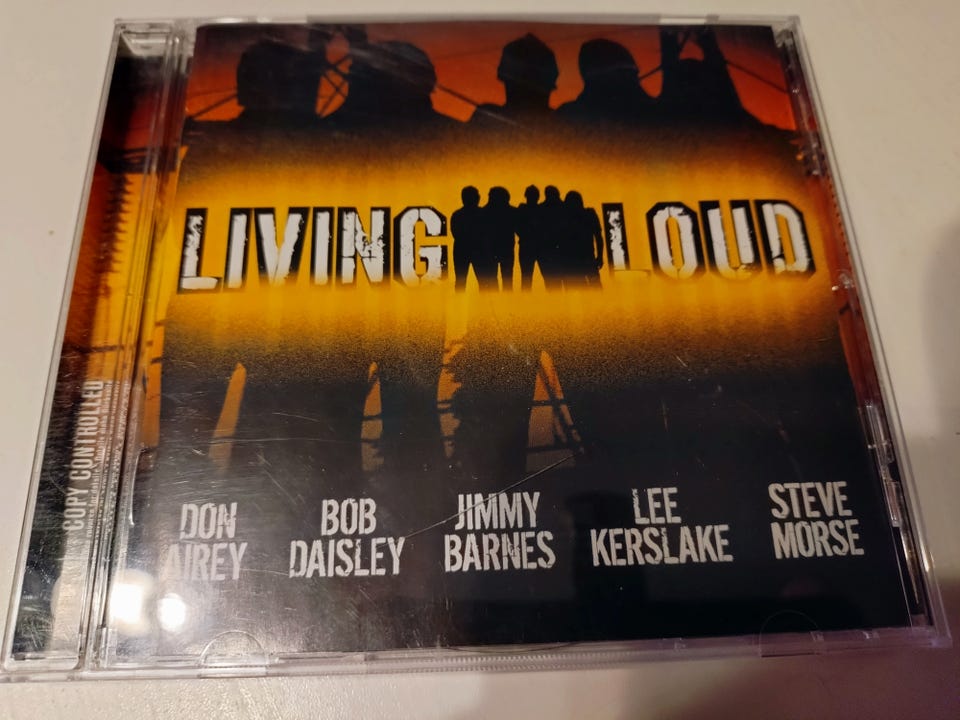 LIVING LOUD
DON
AIREY
BOB
DAISLEY
JIMMY
BARNES
LEE
KERSLAKE
STEVE
MORSE
COPY CONTROLLED